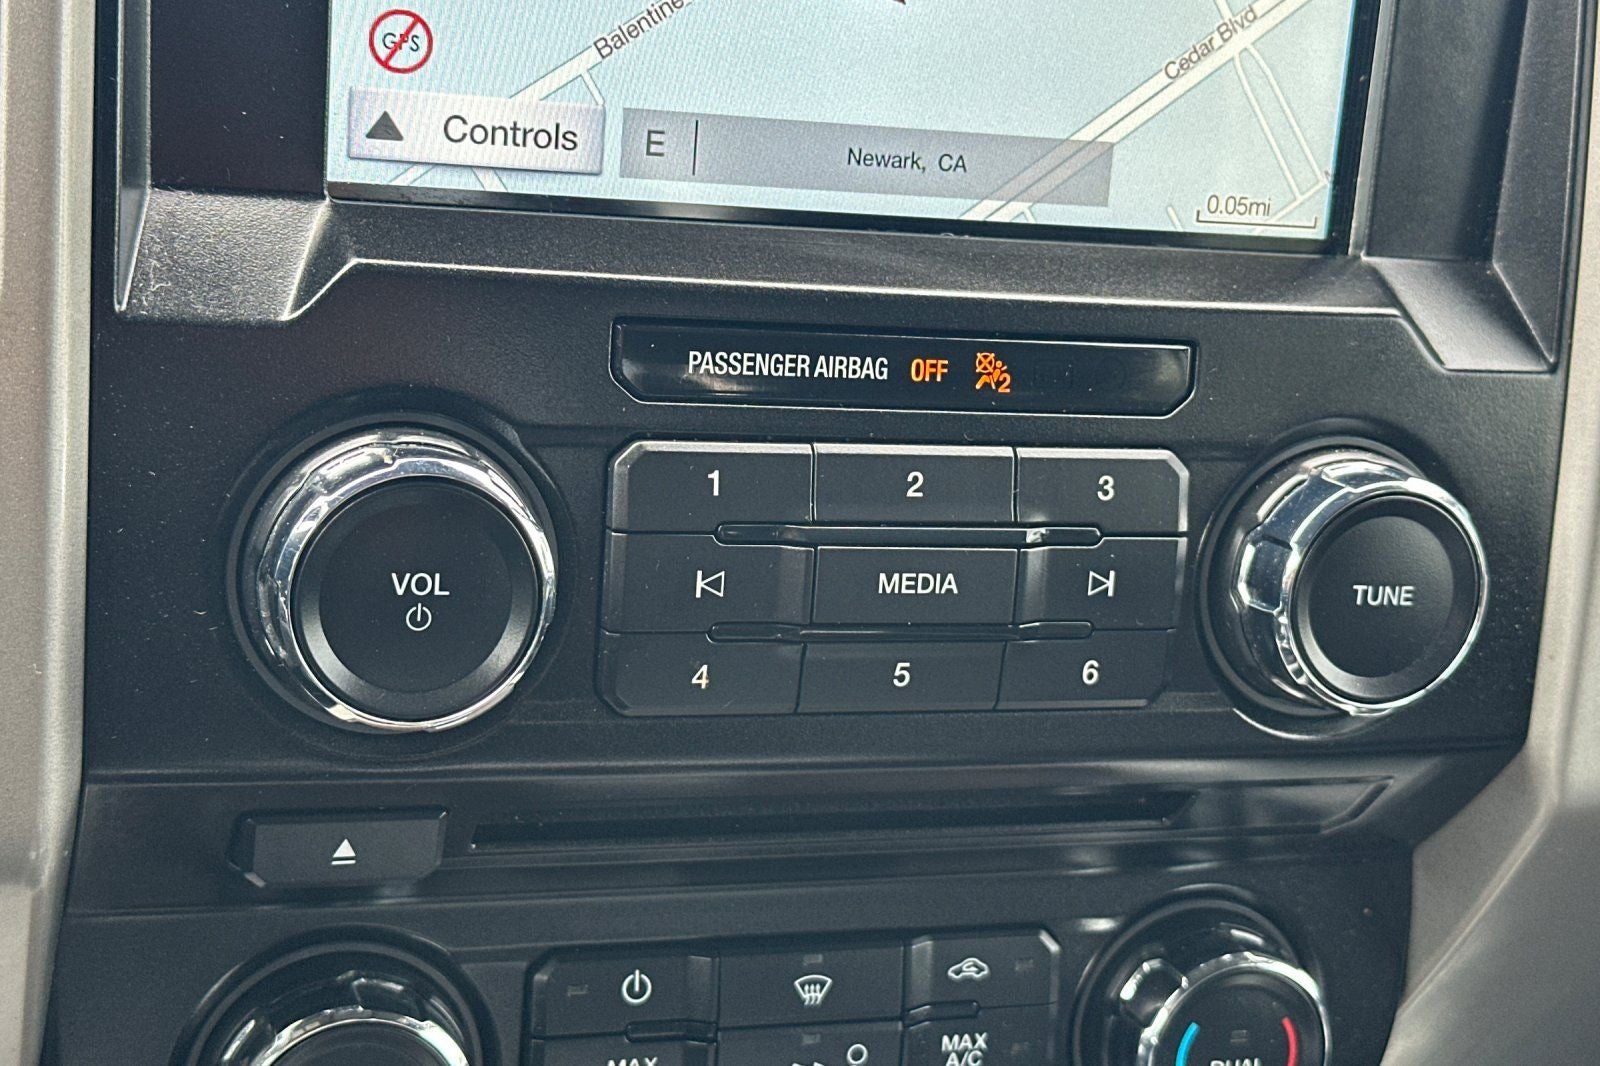 GPS
Balentine
Cedar Blvd
Controls
E
Newark, CA
0.05mi
PASSENGER AIRBAG OFF 2
1 2 3
VOL
MEDIA
TUNE
4 5 6
MAX
MAX
A/C
DUAL